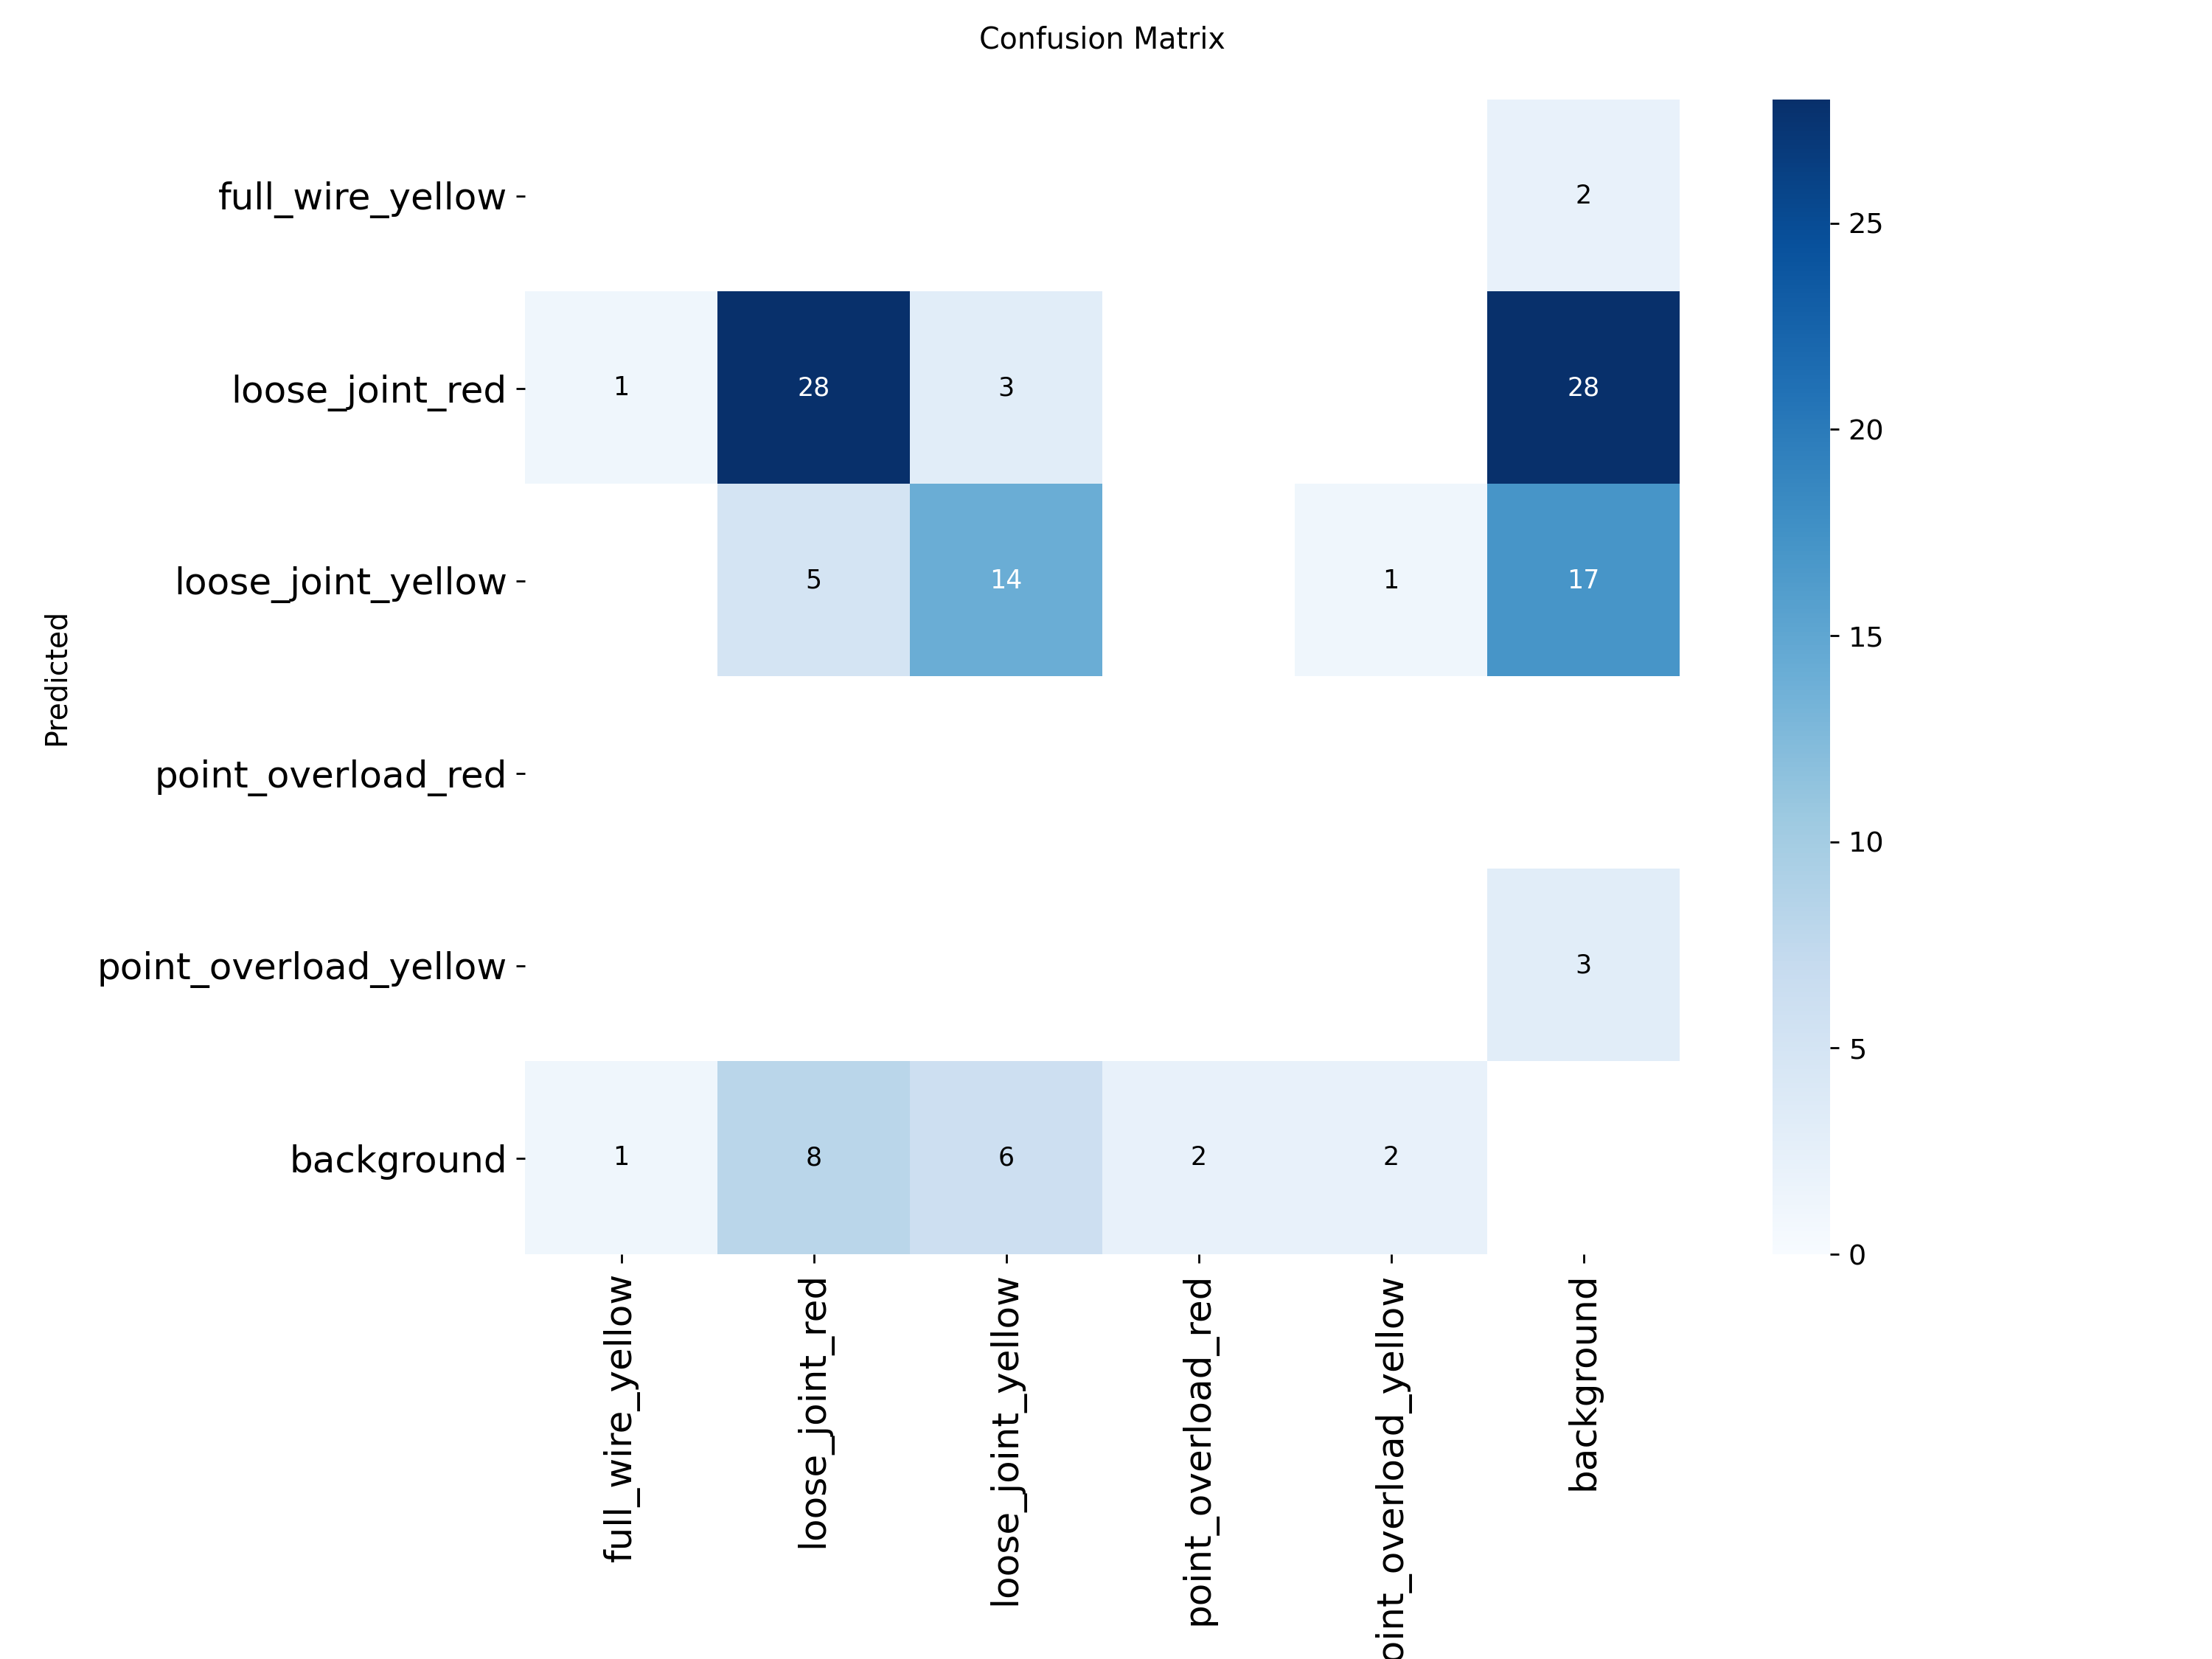 Confusion Matrix
full_wire_yellow
2
loose_joint_red
1 28 3 28
loose_joint_yellow
5 14 1 17
point_overload_red
point_overload_yellow
3
background
1 8 6 2 2
Predicted
full_wire_yellow
loose_joint_red
loose_joint_yellow
point_overload_red
oint_overload_yellow
background
25
20
15
10
5
0